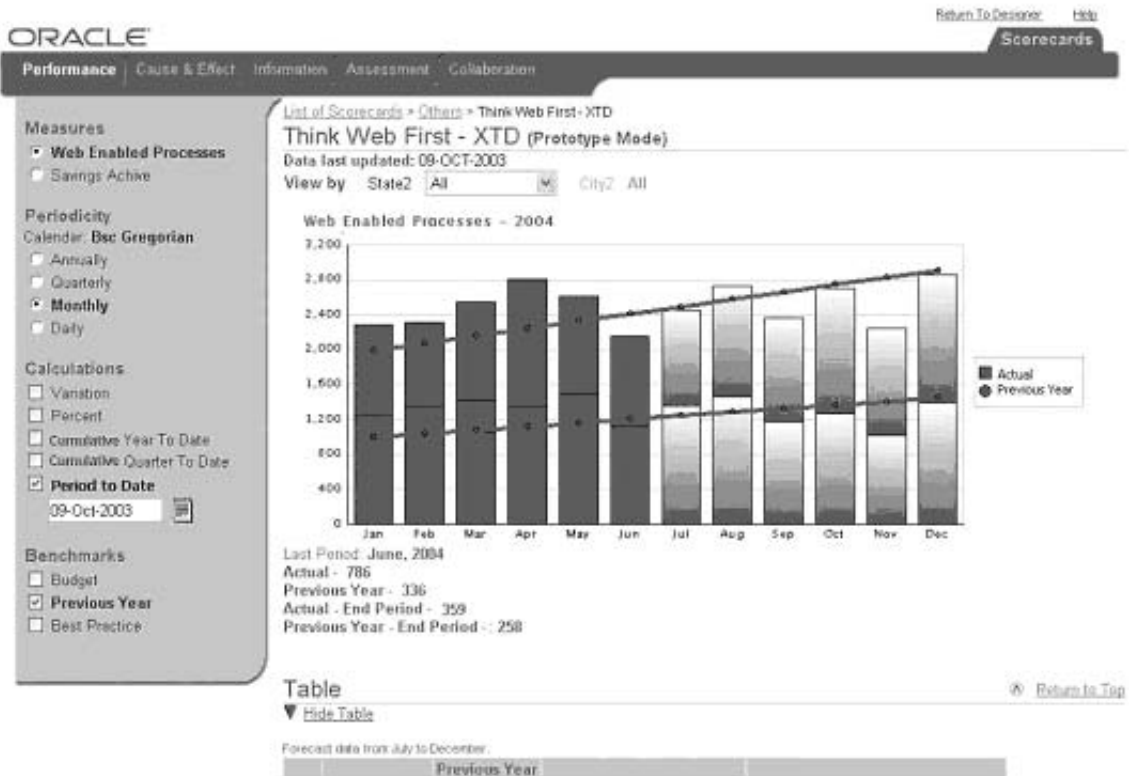 Return To Designer Help
ORACLE
Scorecards
Performance Cause & Effect Information Assessment Collaboration
List of Scorecards > Others > Think Web First- XTD
Think Web First - XTD (Prototype Mode)
Data last updated: 09-OCT-2003
View by State2 All City2 All
Measures
Web Enabled Processes
Savings Achive
Periodicity
Calendar: Bsc Gregorian
Annually
Quarterly
Monthly
Daily
Calculations
Variation
Percent
Cumulative Year To Date
Cumulative Quarter To Date
Period to Date
09-Oct-2003
Benchmarks
Budget
Previous Year
Best Practice
Web Enabled Processes - 2004
3,200
2,800
2,400
2,000
1,600
1,200
800
400
0
Jan Feb Mar Apr May Jun Jul Aug Sep Oct Nov Dec
Actual
Previous Year
Last Period: June, 2004
Actual - 786
Previous Year - 336
Actual - End Period - 359
Previous Year - End Period - : 258
Table
Return to Top
Hide Table
Forecast data from July to December.
Previous Year